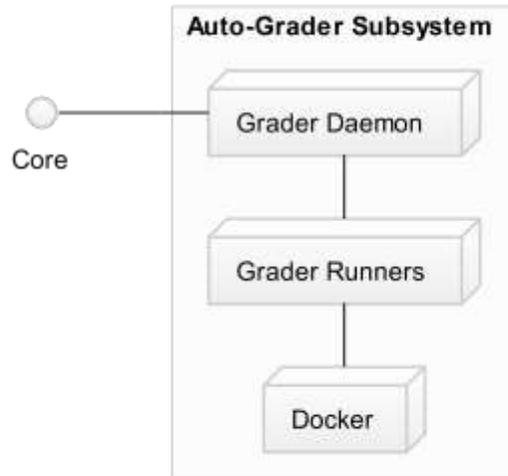 Auto-Grader Subsystem
Grader Daemon
Core
Grader Runners
Docker